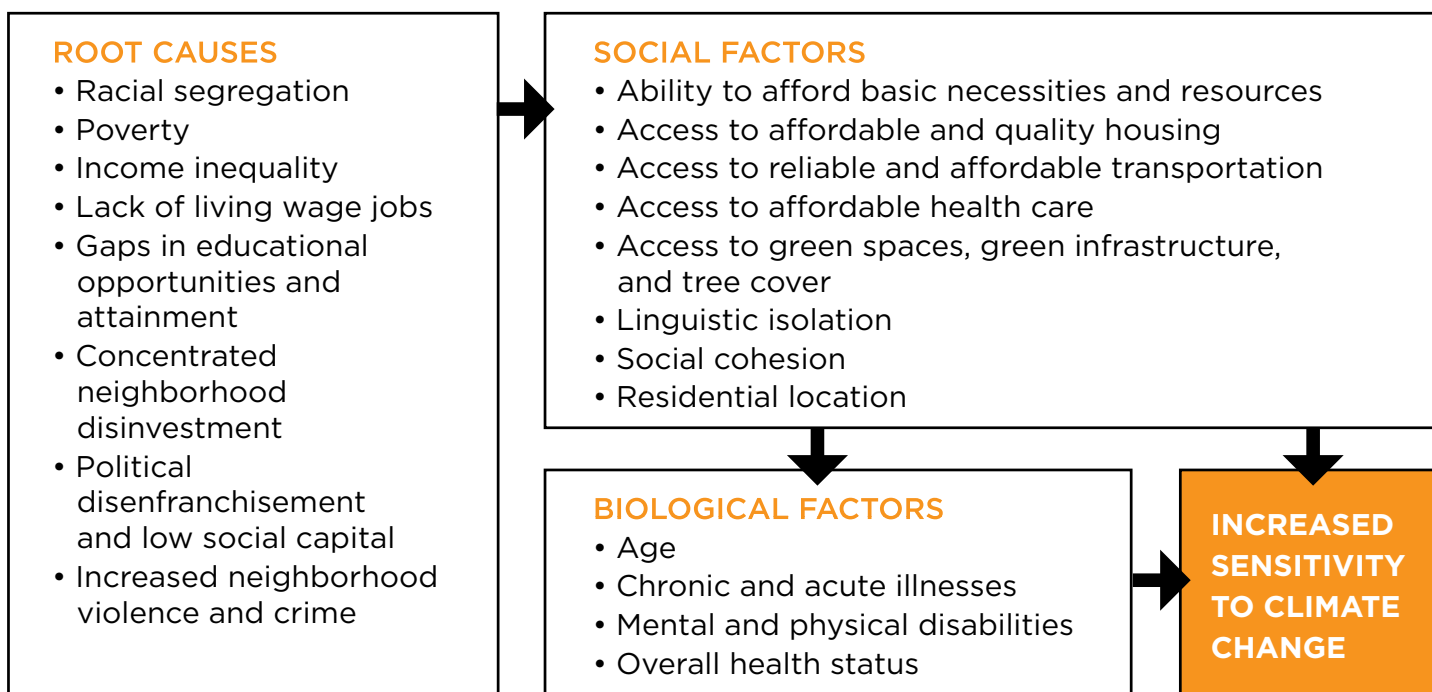 ROOT CAUSES
• Racial segregation
• Poverty
• Income inequality
• Lack of living wage jobs
• Gaps in educational
opportunities and
attainment
• Concentrated
neighborhood
disinvestment
• Political
disenfranchisement
and low social capital
• Increased neighborhood
violence and crime
SOCIAL FACTORS
• Ability to afford basic necessities and resources
• Access to affordable and quality housing
• Access to reliable and affordable transportation
• Access to affordable health care
• Access to green spaces, green infrastructure,
and tree cover
• Linguistic isolation
• Social cohesion
• Residential location
BIOLOGICAL FACTORS
• Age
• Chronic and acute illnesses
• Mental and physical disabilities
• Overall health status
INCREASED
SENSITIVITY
TO CLIMATE
CHANGE